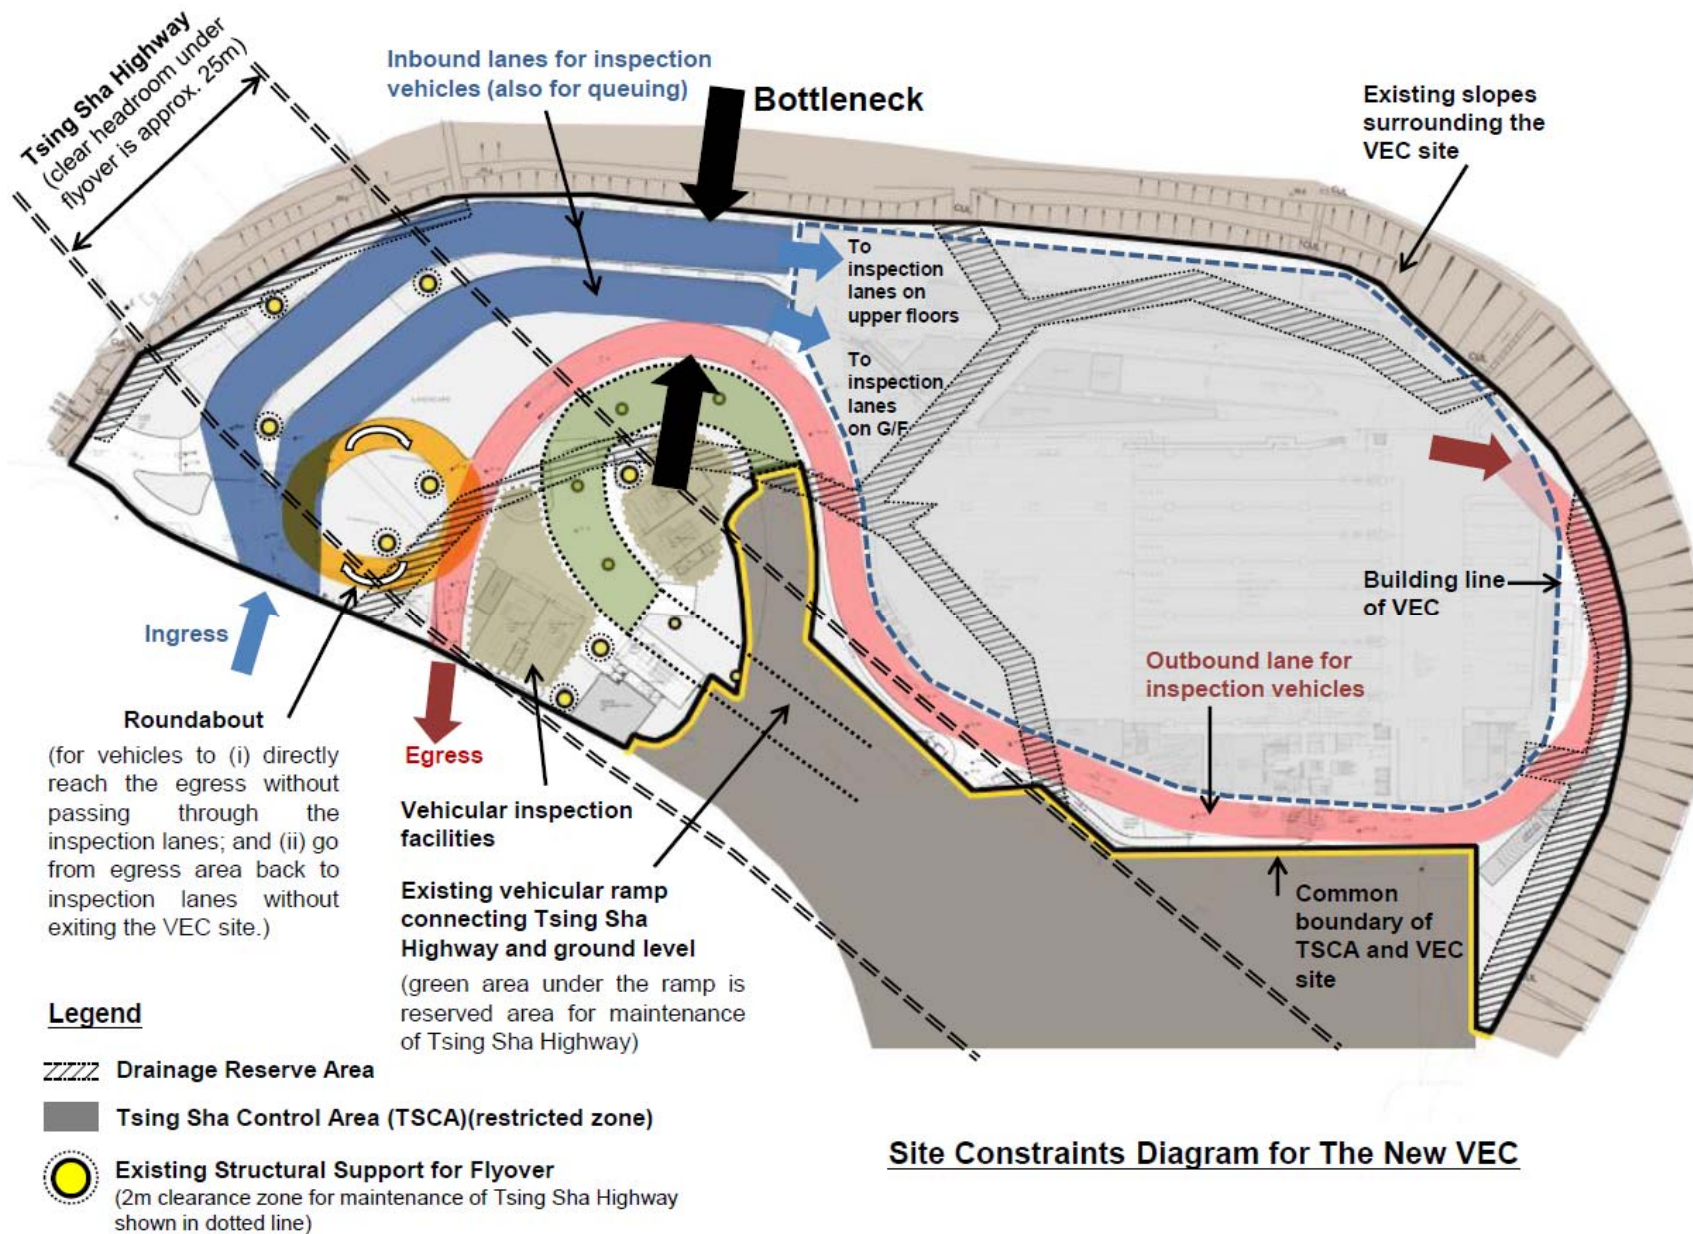 Tsing Sha Highway
(clear headroom under
flyover is approx. 25m)
Inbound lanes for inspection
vehicles (also for queuing)
Bottleneck
Existing slopes
surrounding the
VEC site
To
inspection
lanes on
upper floors
To
inspection
lanes
on G/F
Building line
of VEC
Ingress
Outbound lane for
inspection vehicles
Roundabout
(for vehicles to (i) directly
reach the egress without
passing through the
inspection lanes; and (ii) go
from egress area back to
inspection lanes without
exiting the VEC site.)
Egress
Vehicular inspection
facilities
Existing vehicular ramp
connecting Tsing Sha
Highway and ground level
(green area under the ramp is
reserved area for maintenance
of Tsing Sha Highway)
Common
boundary of
TSCA and VEC
site
Legend
Drainage Reserve Area
Tsing Sha Control Area (TSCA)(restricted zone)
Existing Structural Support for Flyover
(2m clearance zone for maintenance of Tsing Sha Highway
shown in dotted line)
Site Constraints Diagram for The New VEC